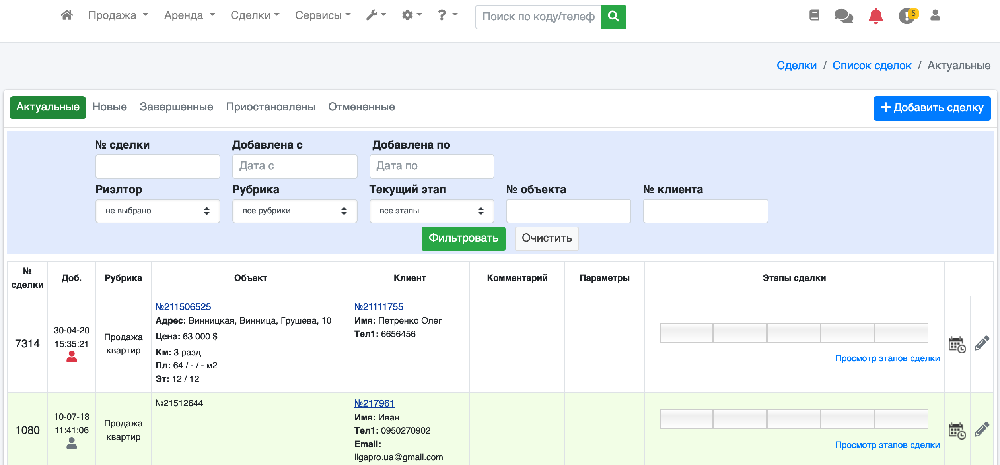 Продажа Аренда Сделки Сервисы ? Поиск по коду/телеф 5
Сделки / Список сделок / Актуальные
Актуальные Новые Завершенные Приостановлены Отмененные + Добавить сделку
№ сделки Добавлена с Добавлена по
Дата с Дата по
Риэлтор Рубрика Текущий этап № объекта № клиента
не выбрано все рубрики все этапы
Фильтровать Очистить
№ сделки Доб. Рубрика Объект Клиент Комментарий Параметры Этапы сделки
7314
30-04-20
15:35:21
Продажа
квартир
№211506525
Адрес: Винницкая, Винница, Грушева, 10
Цена: 63 000 $
Км: 3 разд
Пл: 64 / - / - м2
Эт: 12 / 12
№21111755
Имя: Петренко Олег
Тел1: 6656456
Просмотр этапов сделки
1080
10-07-18
11:41:06
Продажа
квартир
№21512644
№217961
Имя: Иван
Тел1: 0950270902
Email:
ligapro.ua@gmail.com
Просмотр этапов сделки